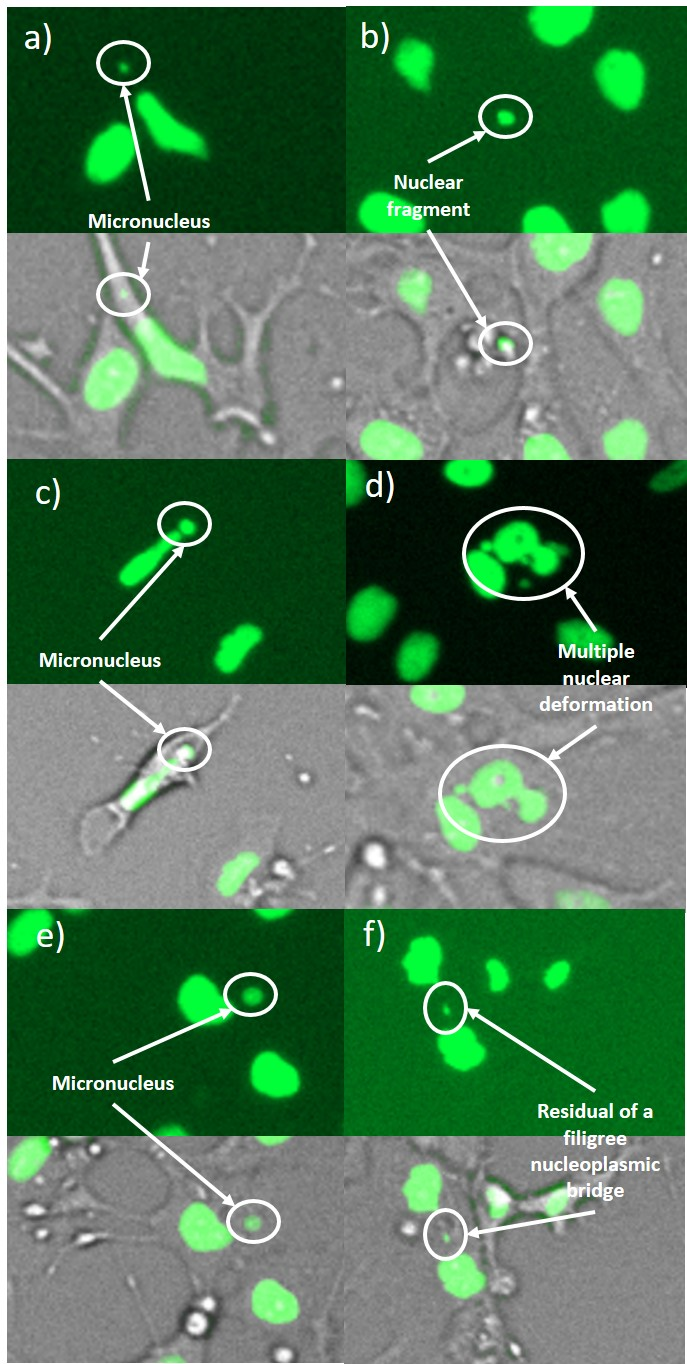 a)
b)
Nuclear
fragment
Micronucleus
c)
d)
Micronucleus
Multiple
nuclear
deformation
e)
f)
Micronucleus
Residual of a
filigree
nucleoplasmic
bridge